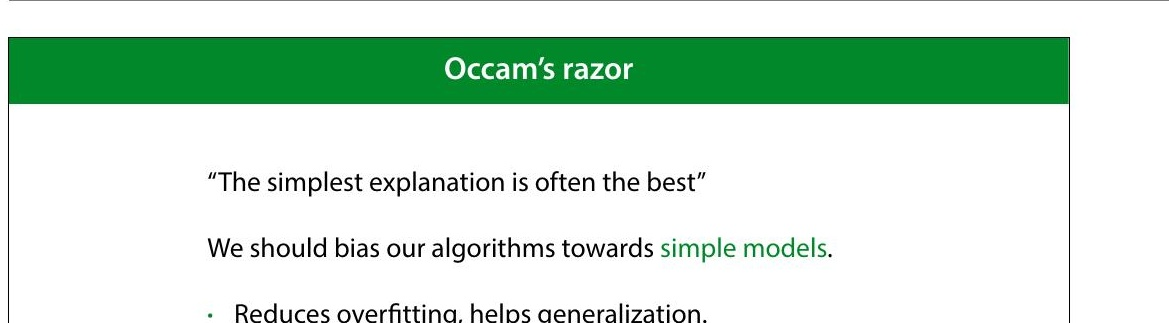 Occam’s razor
“The simplest explanation is often the best”
We should bias our algorithms towards simple models.
• Reduces overfitting, helps generalization.